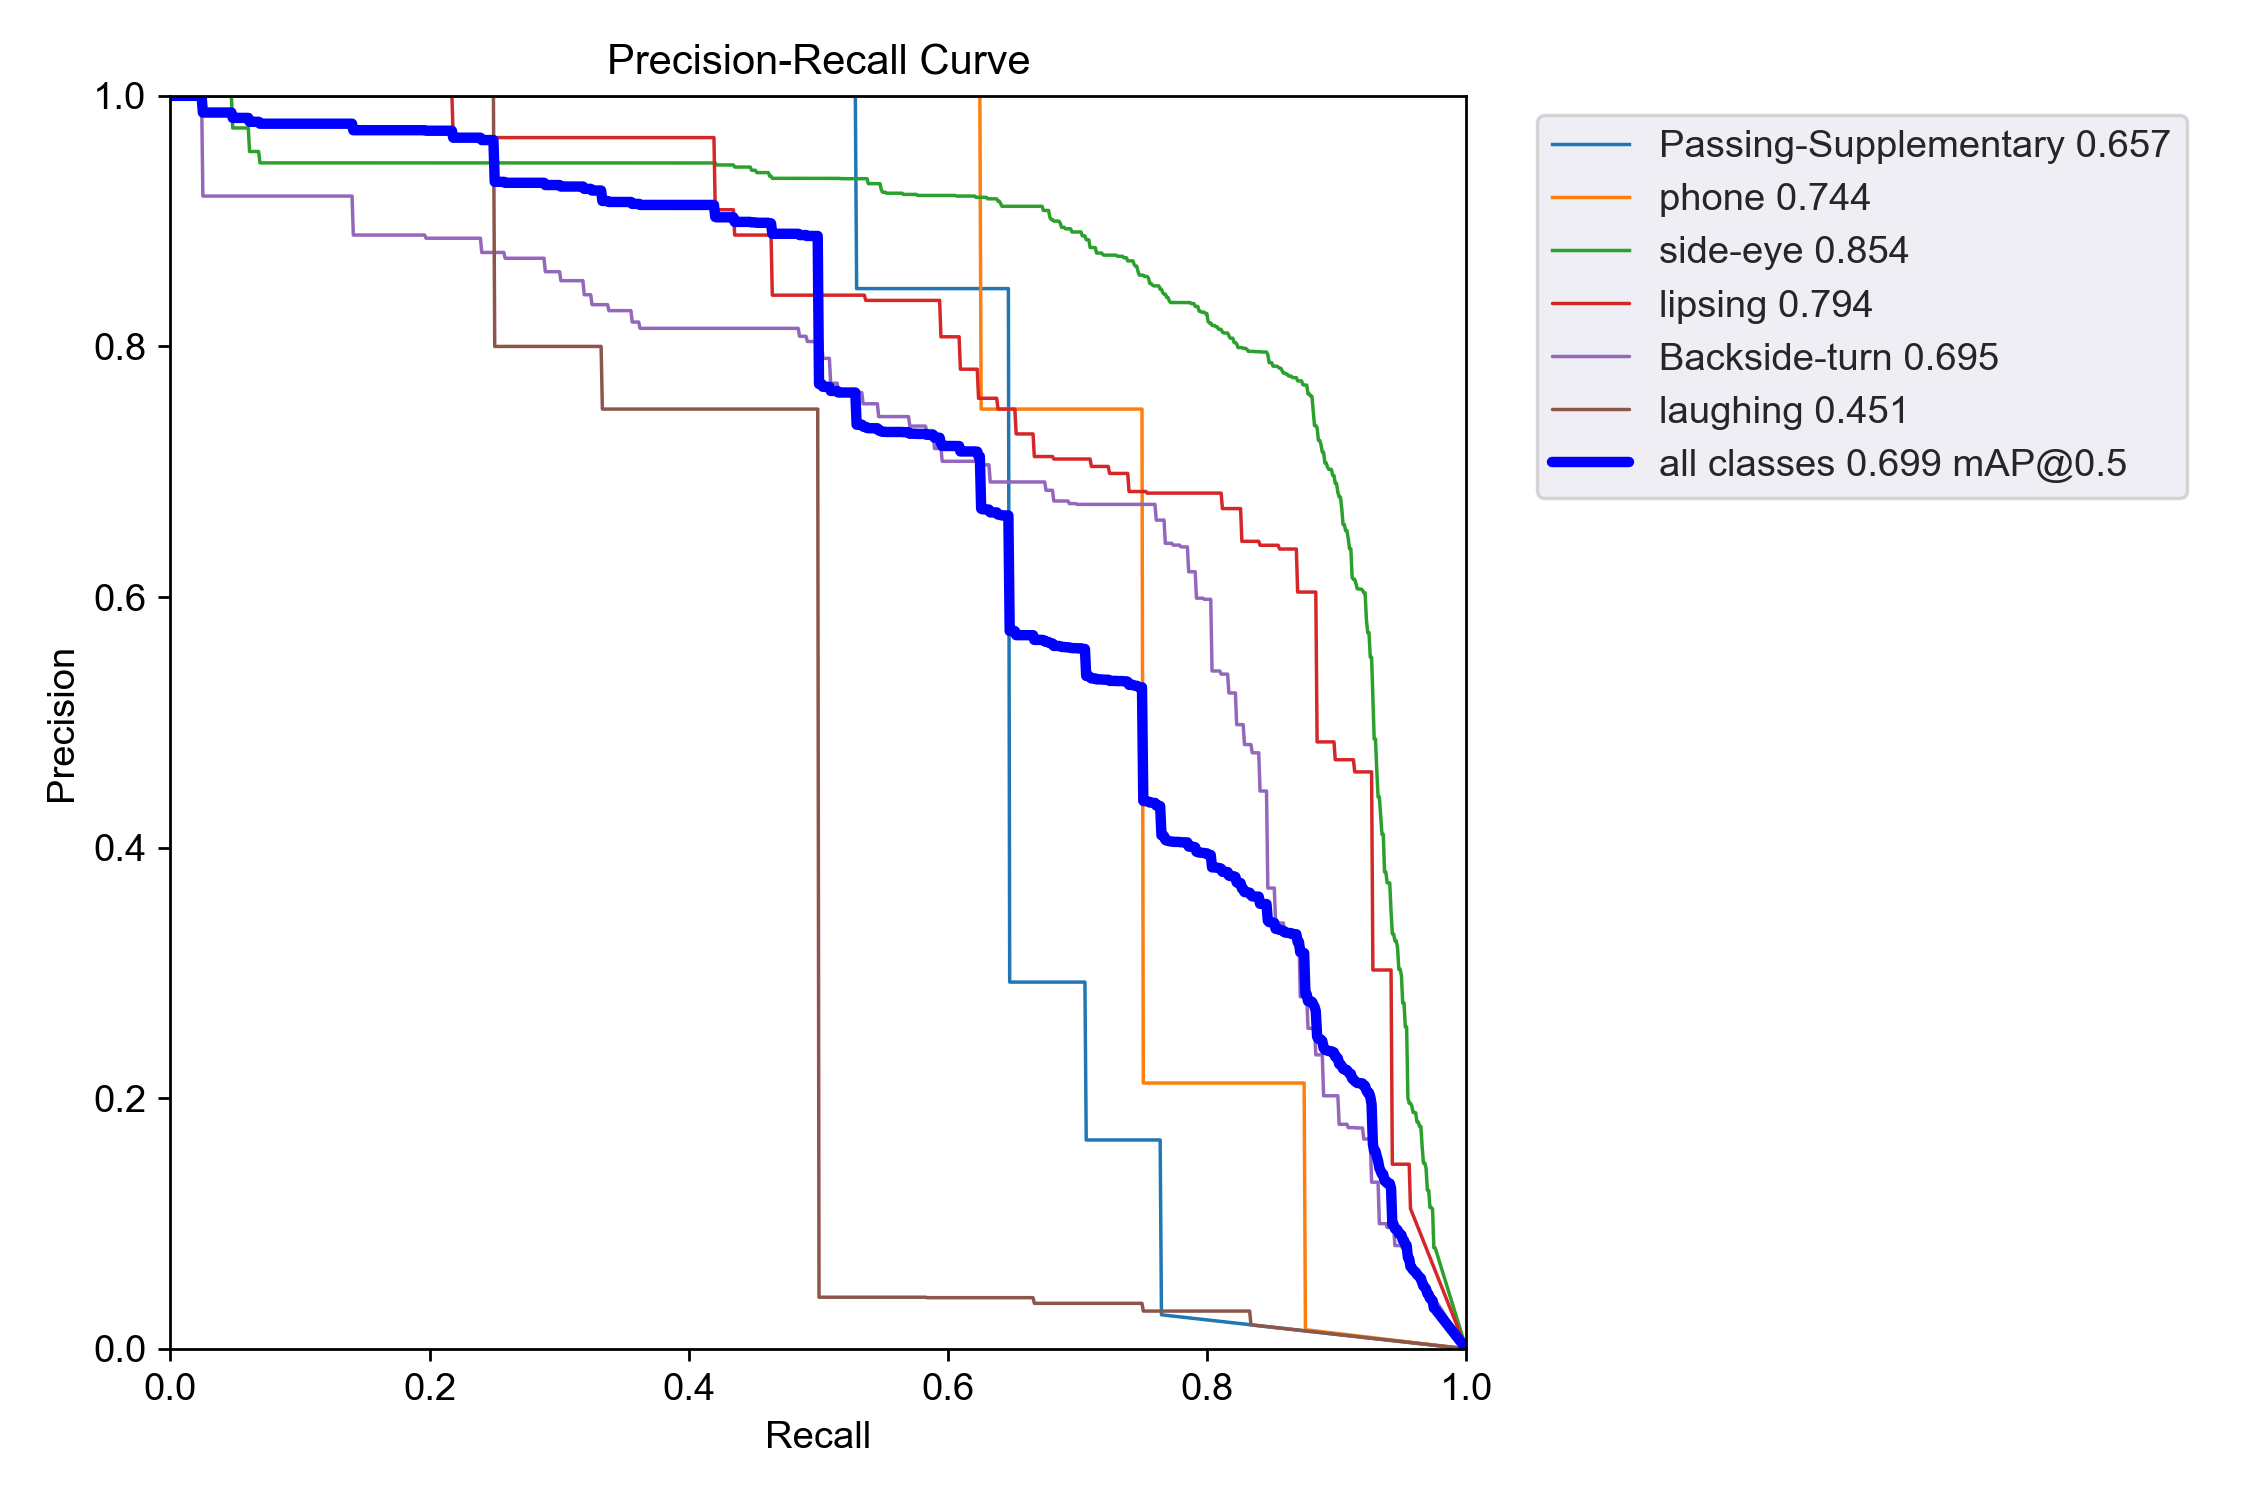 Precision-Recall Curve
1.0
0.8
0.6
0.4
0.2
0.0
Precision
0.0 0.2 0.4 0.6 0.8 1.0
Recall
Passing-Supplementary 0.657
phone 0.744
side-eye 0.854
lipsing 0.794
Backside-turn 0.695
laughing 0.451
all classes 0.699 mAP@0.5